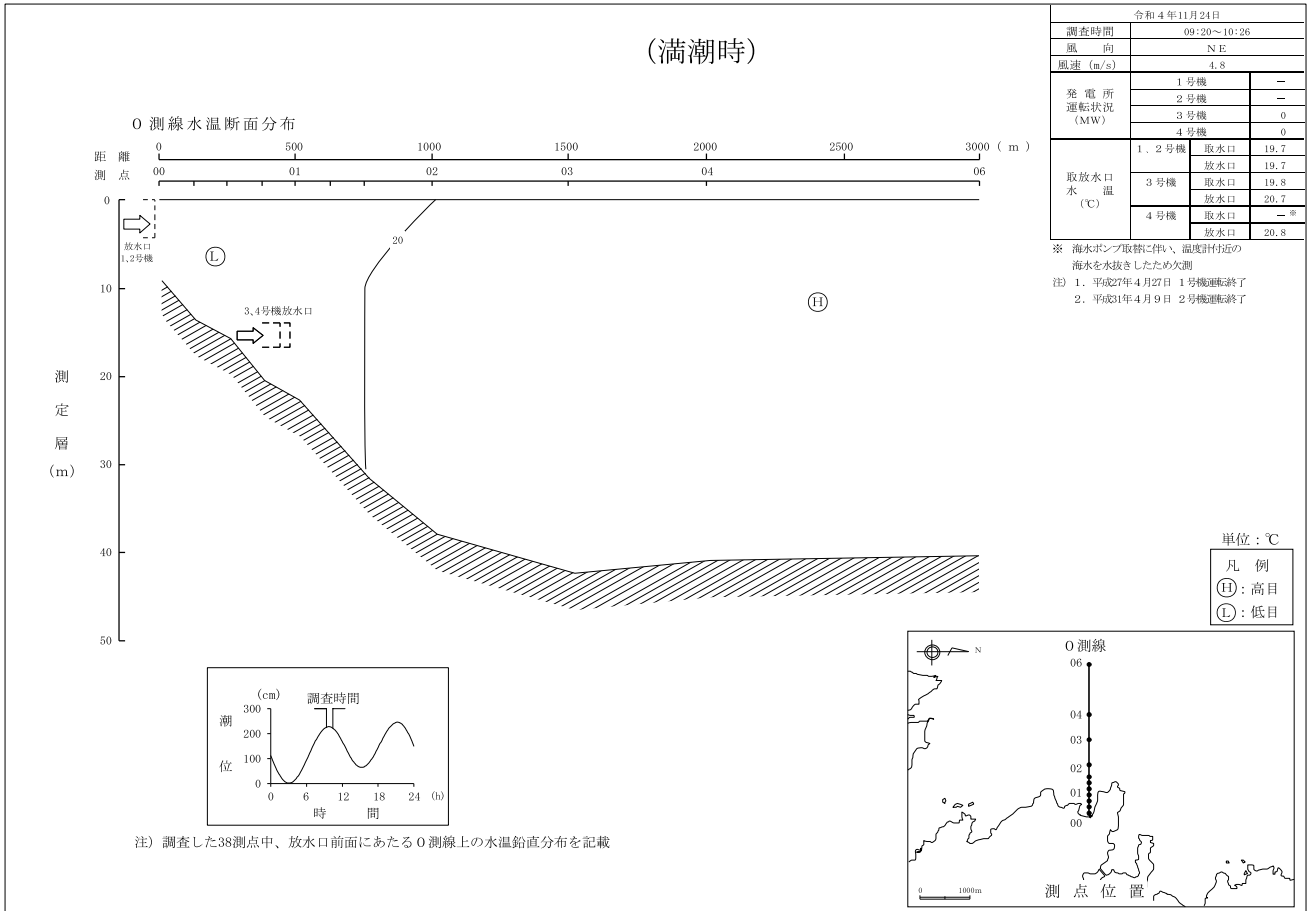 (満潮時)
令和４年11月24日
調査時間 09:20～10:26
風　向 ＮＥ
風速（m/s） 4.8
発電所運転状況（MW） １号機 －
２号機 －
３号機 0
４号機 0
取放水口水温（℃） １、２号機 取水口 19.7
放水口 19.7
３号機 取水口 19.8
放水口 20.7
４号機 取水口 －※
放水口 20.8
※ 海水ポンプ取替に伴い、温度計付近の
海水を水抜きしたため欠測
注） １．平成27年４月27日 １号機運転終了
２．平成31年４月９日 ２号機運転終了
０測線水温断面分布
距離 0 500 1000 1500 2000 2500 3000 (ｍ)
測点 00 01 02 03 04 06
0
10
20
30
40
50
測定層(m)
放水口
1、2号機
Ⓛ
20
Ⓗ
3、4号機放水口
単位：℃
凡　例
Ⓗ：高目
Ⓛ：低目
(cm) 調査時間
潮位
300
200
100
0
0 6 12 18 24 (h)
時　間
注）調査した38測点中、放水口前面にあたる０測線上の水温鉛直分布を記載
N
０測線
06
04
03
02
01
00
0 1000m
測点位置